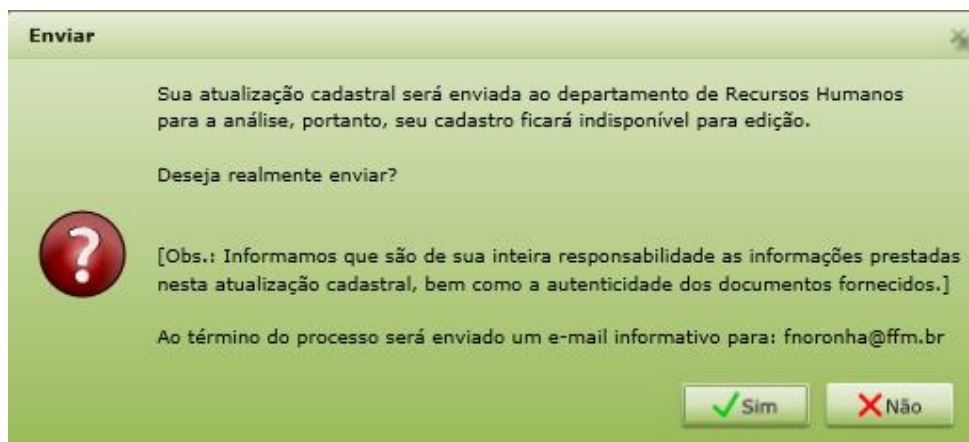 Enviar
Sua atualização cadastral será enviada ao departamento de Recursos Humanos
para a análise, portanto, seu cadastro ficará indisponível para edição.
Deseja realmente enviar?
[Obs.: Informamos que são de sua inteira responsabilidade as informações prestadas
nesta atualização cadastral, bem como a autenticidade dos documentos fornecidos.]
Ao término do processo será enviado um e-mail informativo para: fnoronha@ffm.br
Sim Não